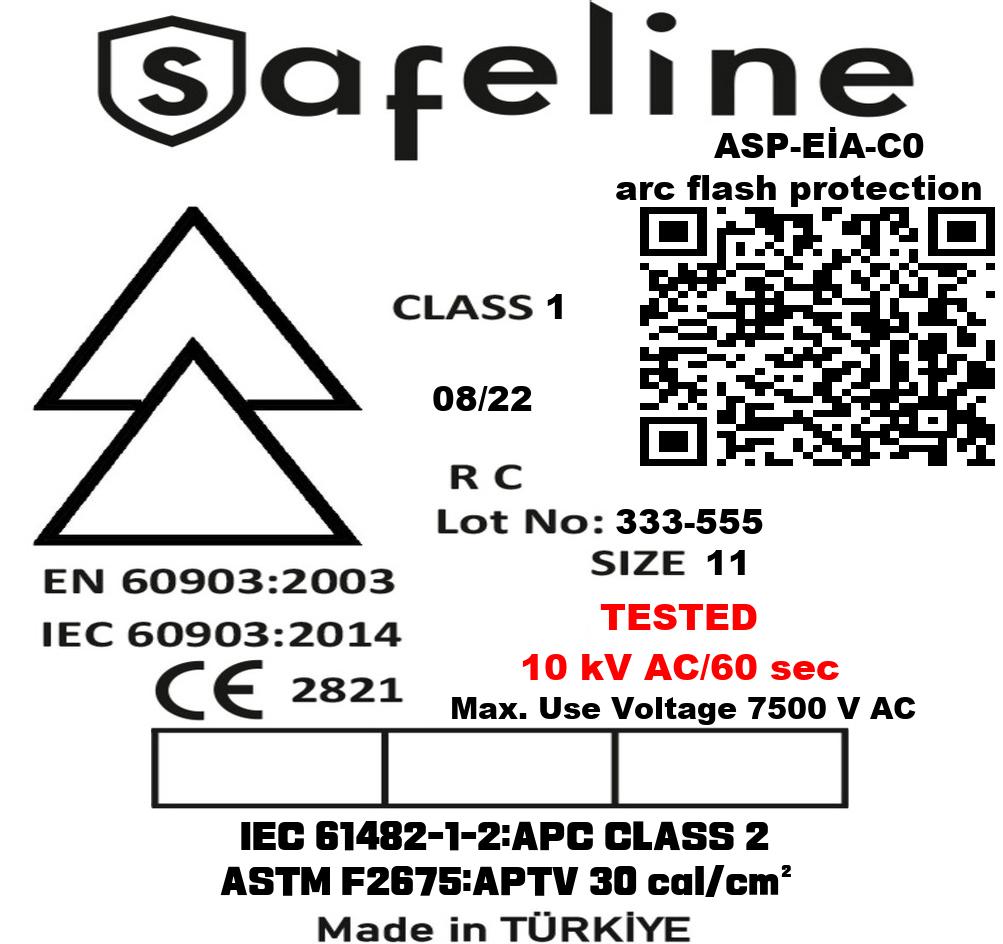 safeline
ASP-EİA-C0
arc flash protection
CLASS 1
08/22
R C
Lot No: 333-555
SIZE 11
EN 60903:2003
IEC 60903:2014
CE 2821
TESTED
10 kV AC/60 sec
Max. Use Voltage 7500 V AC
IEC 61482-1-2:APC CLASS 2
ASTM F2675:APTV 30 cal/cm²
Made in TÜRKİYE